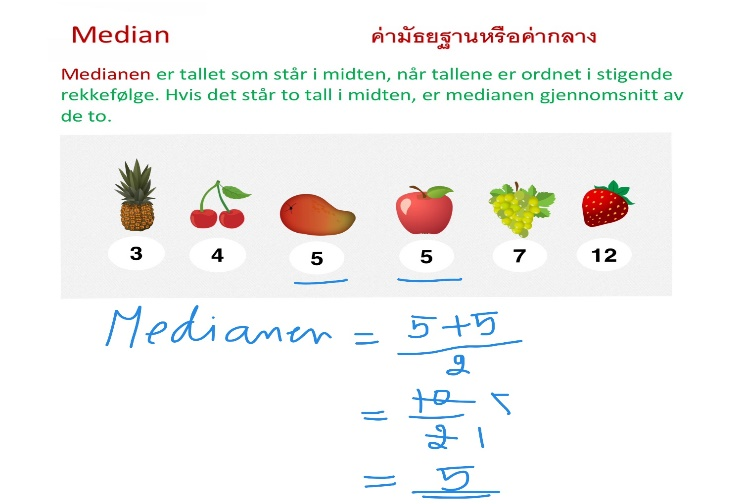 Median ค่ามัธยฐานหรือค่ากลาง
Medianen er tallet som står i midten, når tallene er ordnet i stigende
rekkefølge. Hvis det står to tall i midten, er medianen gjennomsnitt av
de to.
3 4 5 5 7 12
Medianen = 5+5
2
= 10 5
2 1
= 5